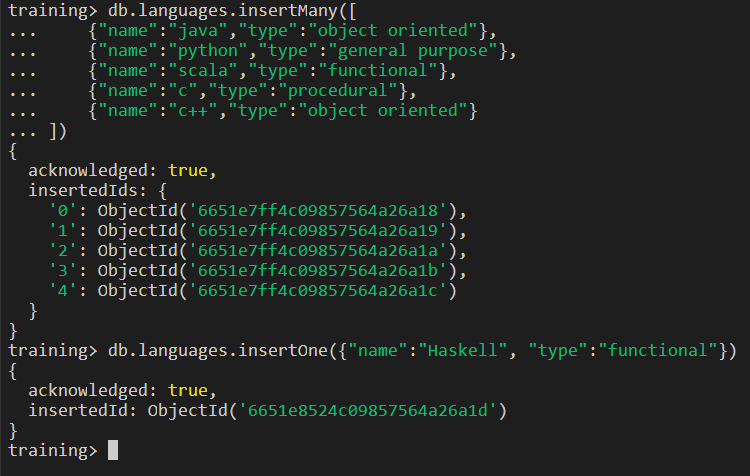 training> db.languages.insertMany([
...     {"name":"java","type":"object oriented"},
...     {"name":"python","type":"general purpose"},
...     {"name":"scala","type":"functional"},
...     {"name":"c","type":"procedural"},
...     {"name":"c++","type":"object oriented"}
... ])
{
  acknowledged: true,
  insertedIds: {
    '0': ObjectId('6651e7ff4c09857564a26a18'),
    '1': ObjectId('6651e7ff4c09857564a26a19'),
    '2': ObjectId('6651e7ff4c09857564a26a1a'),
    '3': ObjectId('6651e7ff4c09857564a26a1b'),
    '4': ObjectId('6651e7ff4c09857564a26a1c')
  }
}
training> db.languages.insertOne({"name":"Haskell", "type":"functional"})
{
  acknowledged: true,
  insertedId: ObjectId('6651e8524c09857564a26a1d')
}
training>